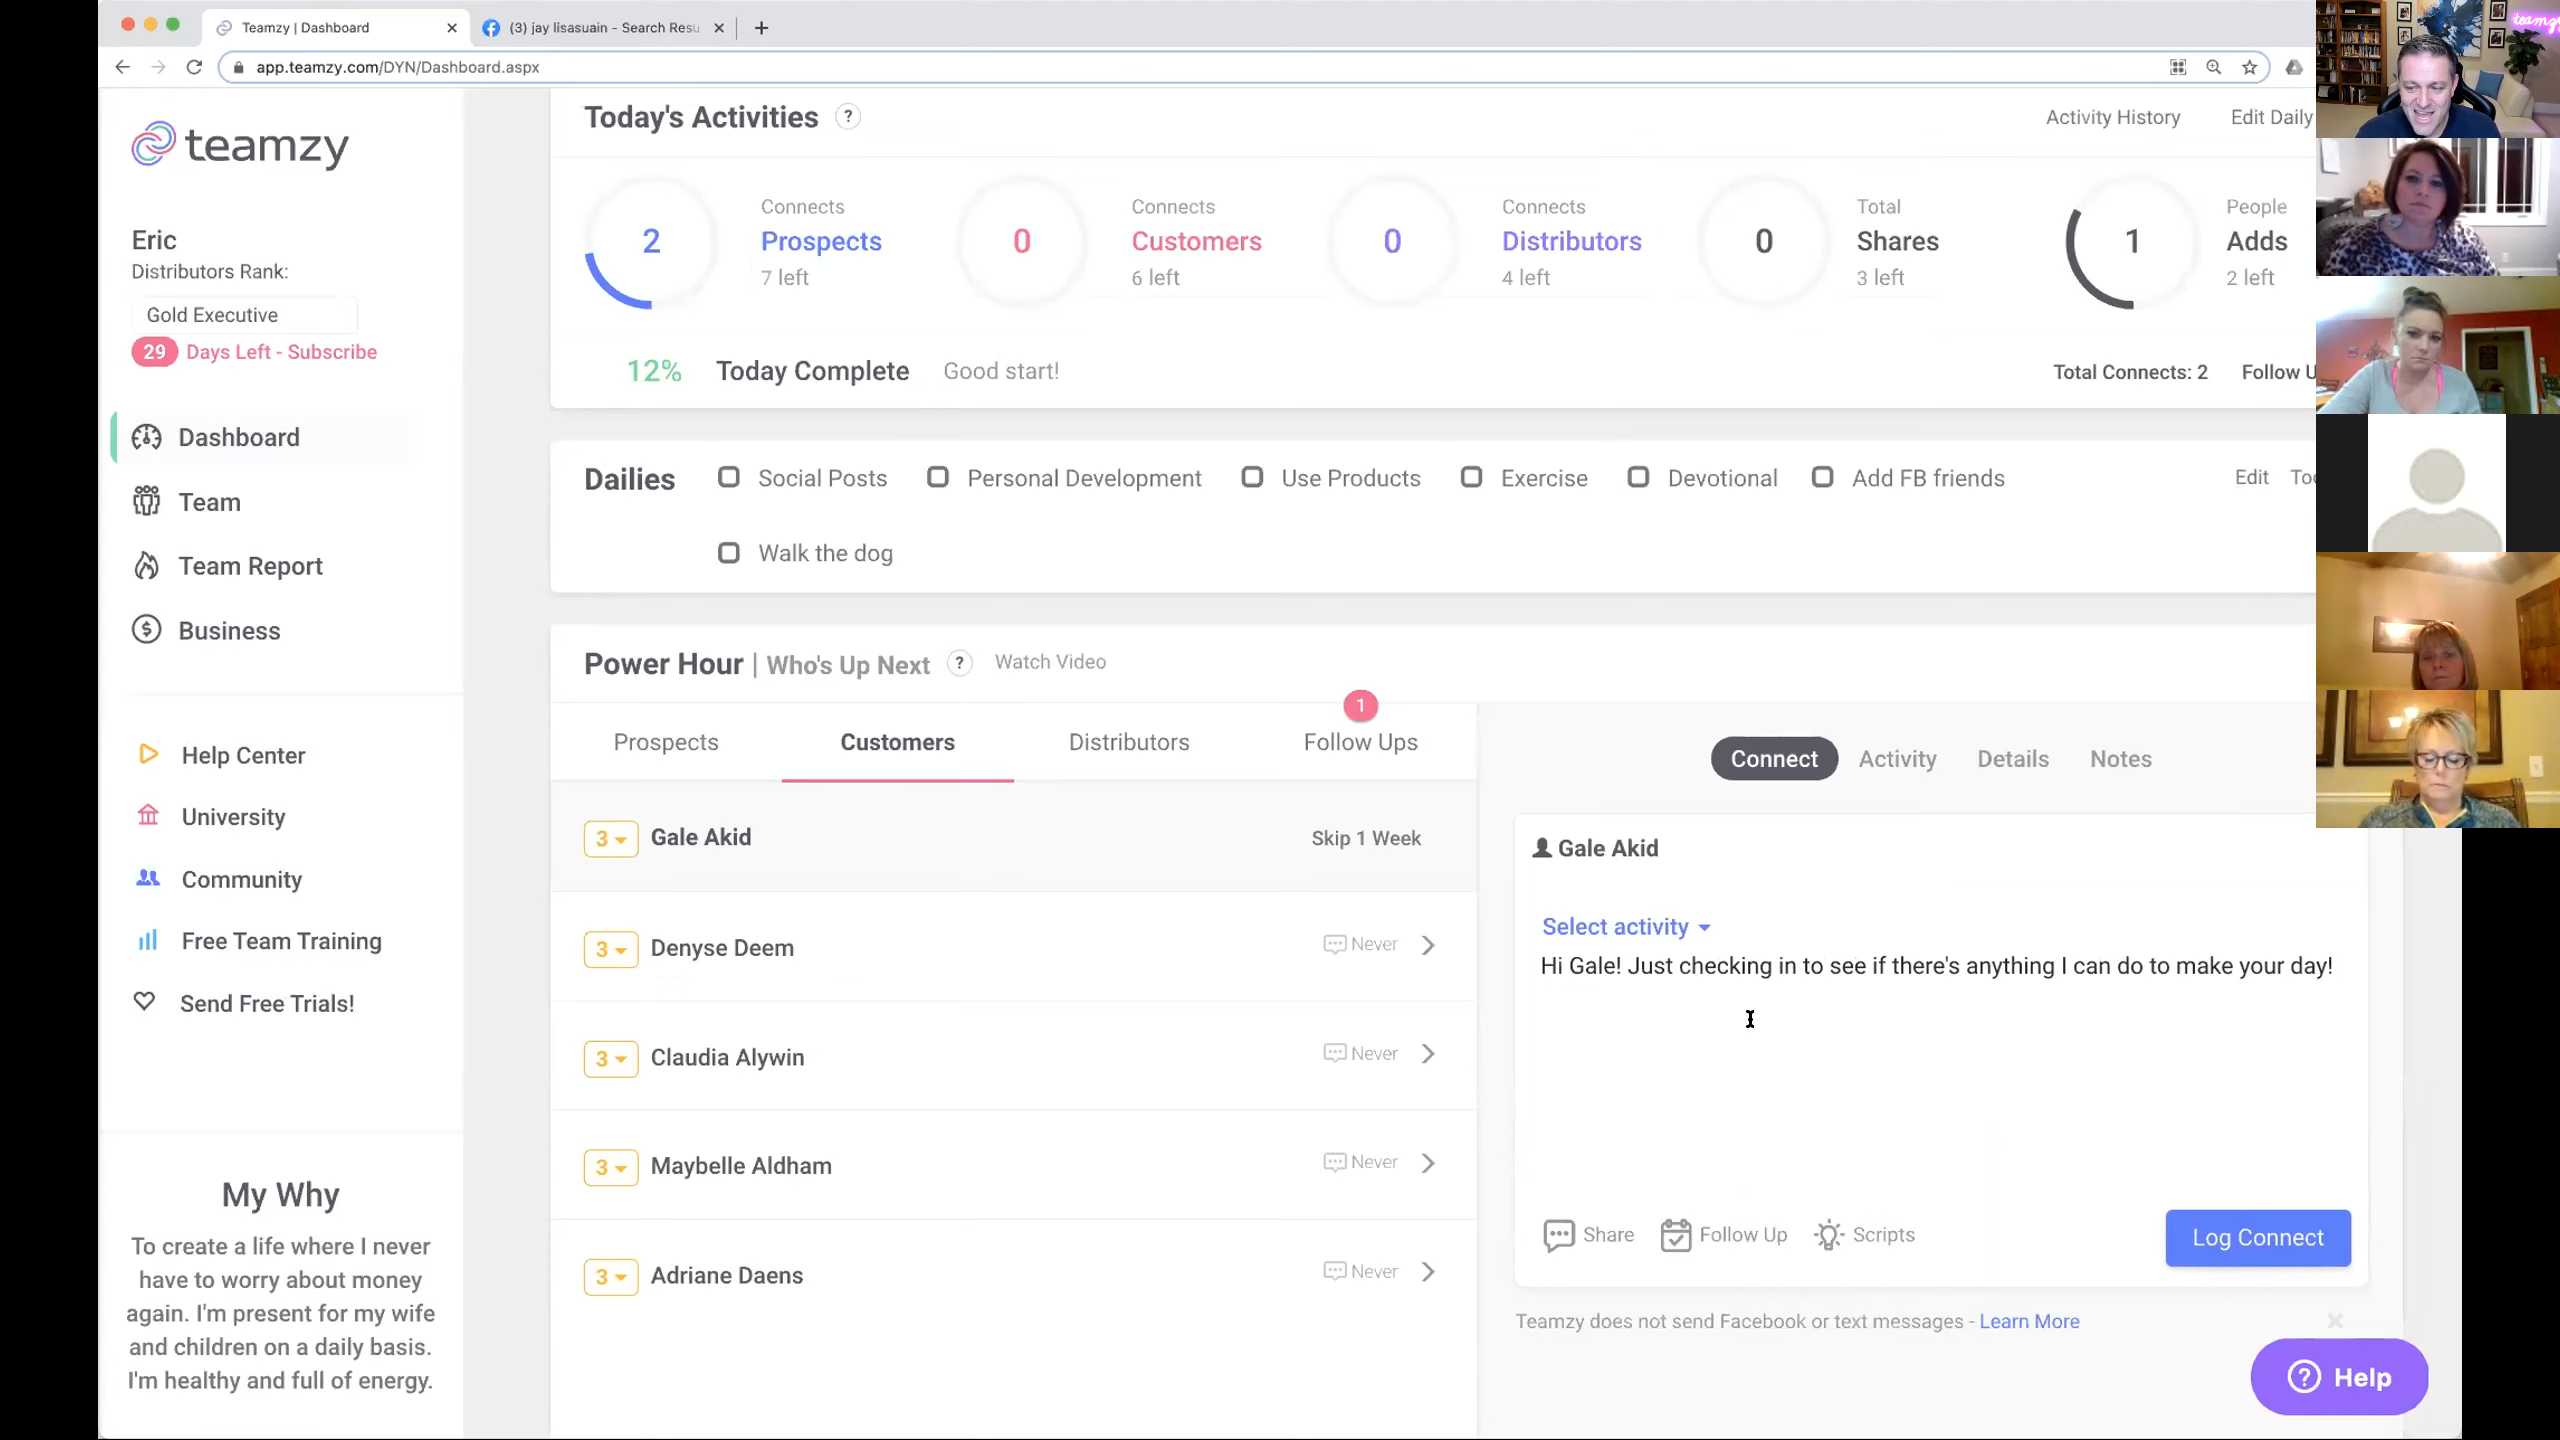 Teamzy | Dashboard
(3) jay lisasuain - Search Resu
app.teamzy.com/DYN/Dashboard.aspx
teamzy
Eric
Distributors Rank:
Gold Executive
29 Days Left - Subscribe
Dashboard
Team
Team Report
Business
Help Center
University
Community
Free Team Training
Send Free Trials!
My Why
To create a life where I never
have to worry about money
again. I'm present for my wife
and children on a daily basis.
I'm healthy and full of energy.
Today's Activities ?
Activity History Edit Daily
2 Connects Prospects 7 left
0 Connects Customers 6 left
0 Connects Distributors 4 left
0 Total Shares 3 left
1 People Adds 2 left
12% Today Complete Good start!
Total Connects: 2 Follow U
Dailies Social Posts Personal Development Use Products Exercise Devotional Add FB friends
Edit
Walk the dog
Power Hour | Who's Up Next ? Watch Video
1
Prospects Customers Distributors Follow Ups
3 Gale Akid Skip 1 Week
3 Denyse Deem Never
3 Claudia Alywin Never
3 Maybelle Aldham Never
3 Adriane Daens Never
Connect Activity Details Notes
Gale Akid
Select activity
Hi Gale! Just checking in to see if there's anything I can do to make your day!
Share Follow Up Scripts Log Connect
Teamzy does not send Facebook or text messages - Learn More
? Help